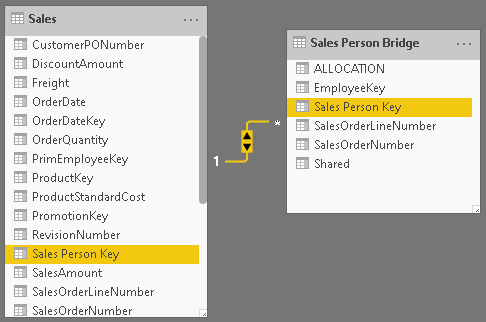 Sales
CustomerPONumber
DiscountAmount
Freight
OrderDate
OrderDateKey
OrderQuantity
PrimEmployeeKey
ProductKey
ProductStandardCost
PromotionKey
RevisionNumber
Sales Person Key
SalesAmount
SalesOrderLineNumber
SalesOrderNumber
1
*
Sales Person Bridge
ALLOCATION
EmployeeKey
Sales Person Key
SalesOrderLineNumber
SalesOrderNumber
Shared